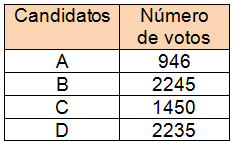 Candidatos Número de votos
A 946
B 2245
C 1450
D 2235